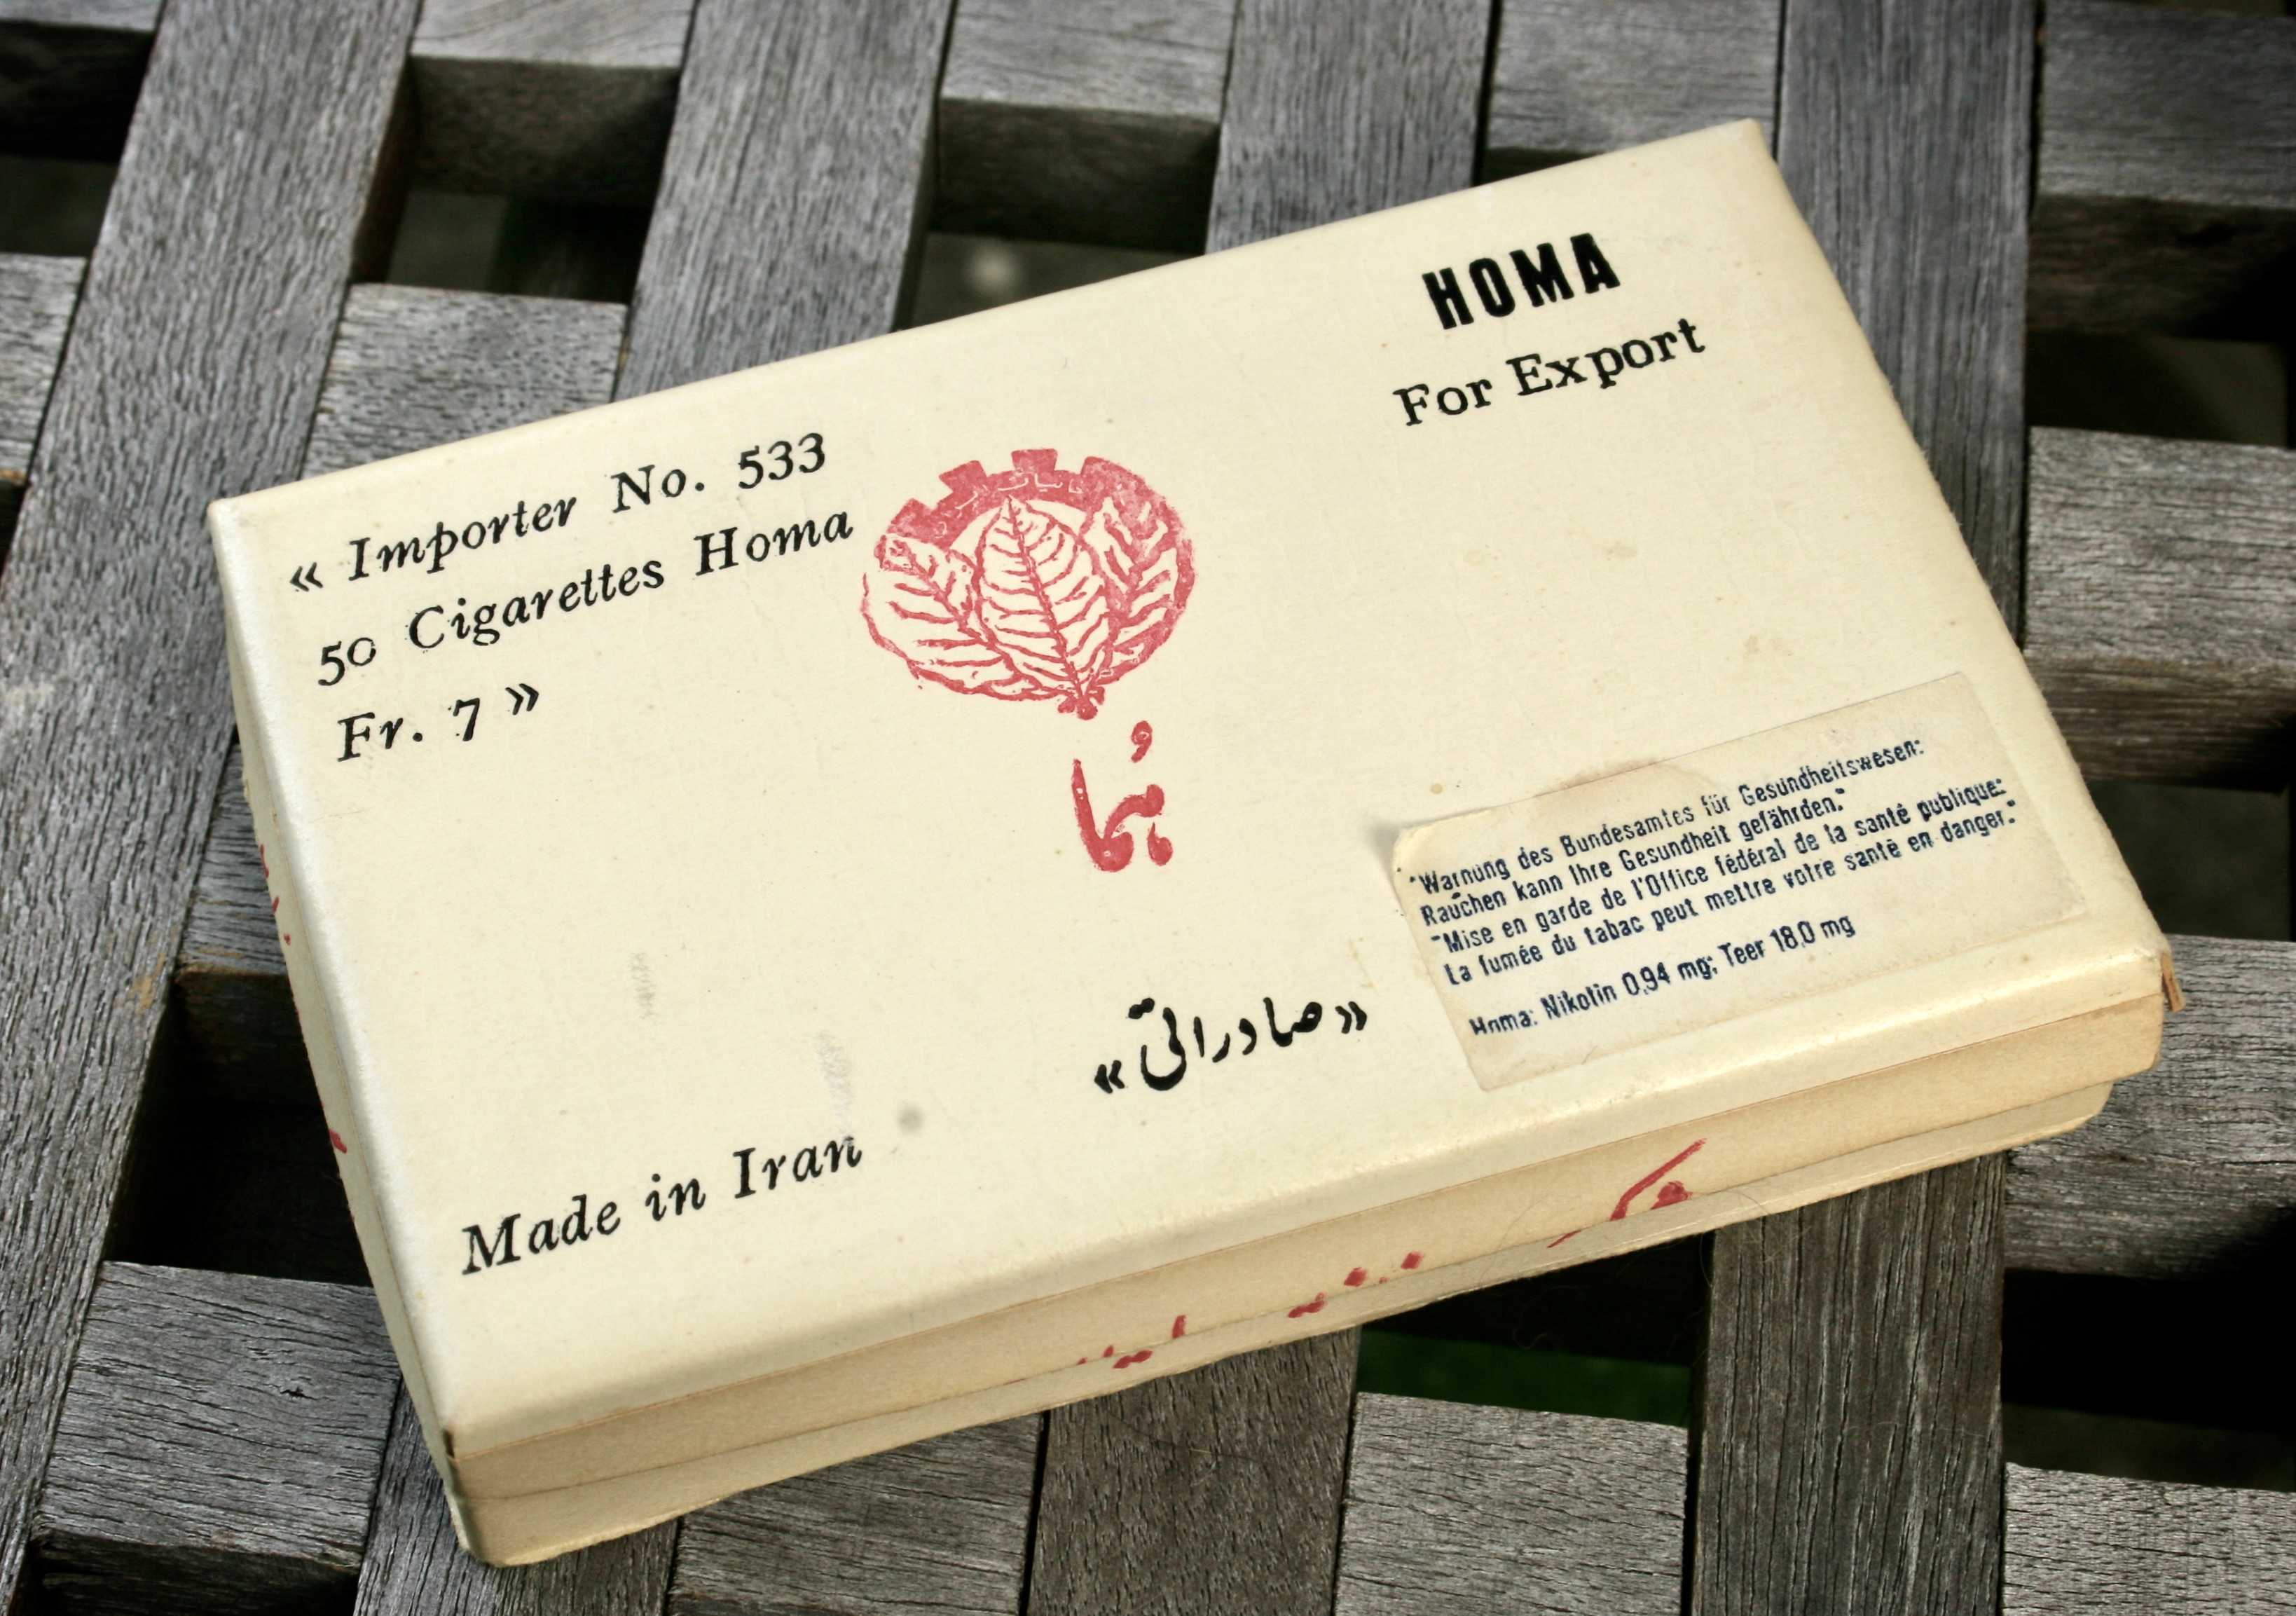 HOMA
For Export
« Importer No. 533
50 Cigarettes Homa
Fr. 7 »
هُما
"Warnung des Bundesamtes für Gesundheitswesen:
Rauchen kann Ihre Gesundheit gefährden."
"Mise en garde de l'Office fédéral de la santé publique:
La fumée du tabac peut mettre votre santé en danger."
Homa: Nikotin 0,94 mg; Teer 18,0 mg
«صادراتی»
Made in Iran